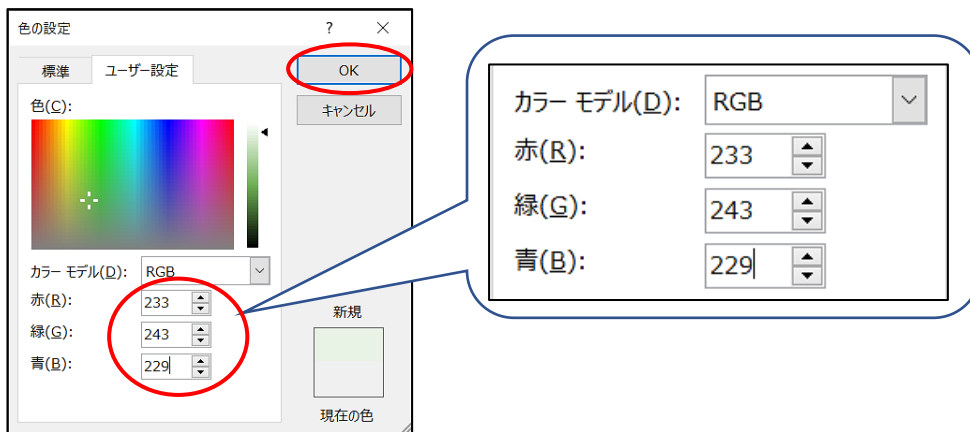 色の設定
? ×
標準 ユーザー設定
OK
キャンセル
色(C):
カラー モデル(D): RGB
赤(R): 233
緑(G): 243
青(B): 229
新規
現在の色
カラー モデル(D): RGB
赤(R): 233
緑(G): 243
青(B): 229